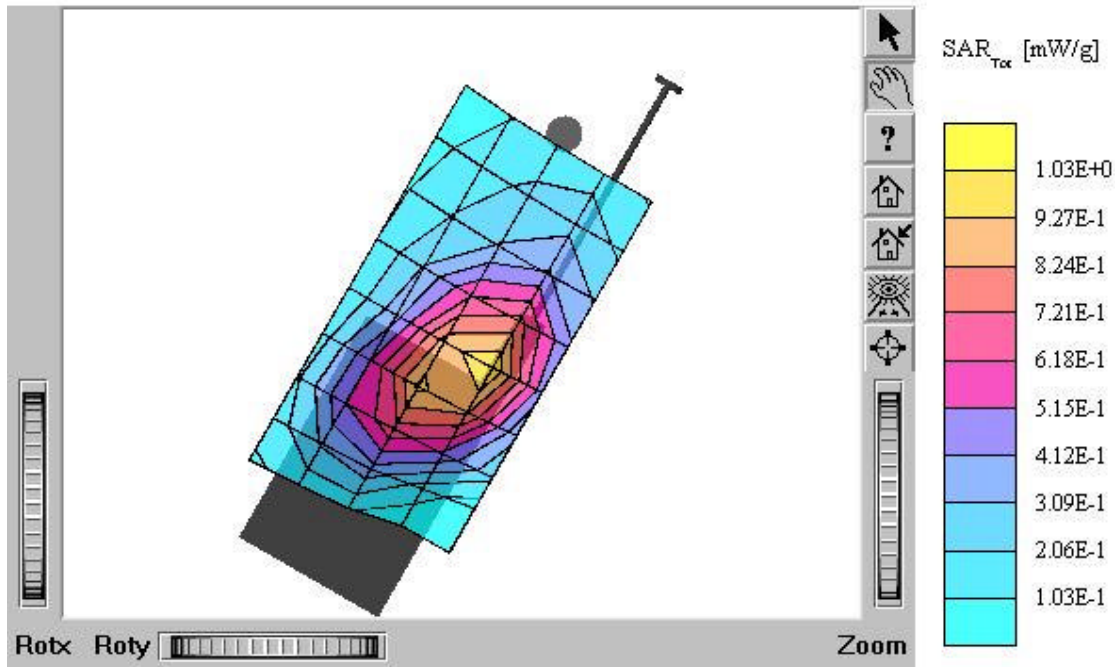 SAR_Tot [mW/g]
?
1.03E+0
9.27E-1
8.24E-1
7.21E-1
6.18E-1
5.15E-1
4.12E-1
3.09E-1
2.06E-1
1.03E-1
Rotx Roty Zoom